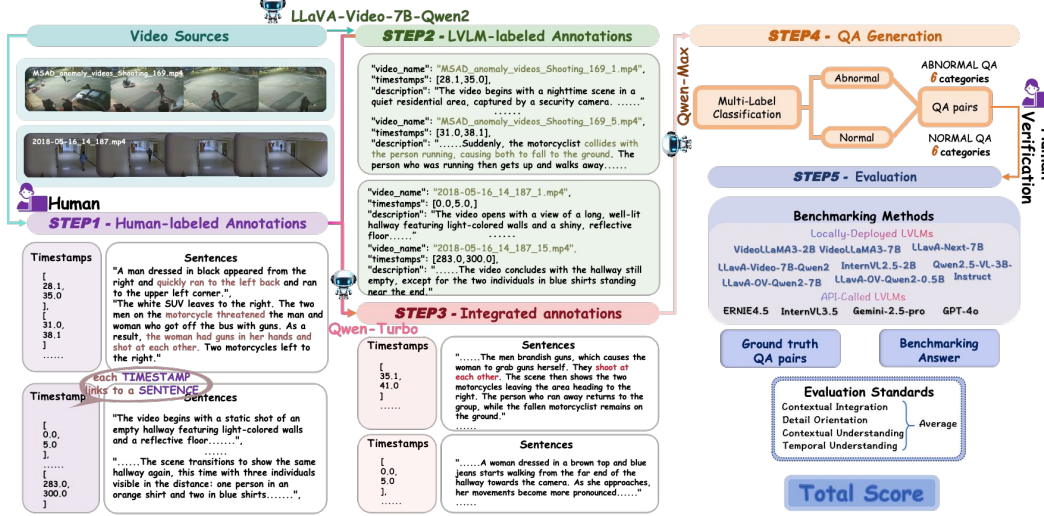 LLaVA-Video-7B-Qwen2
Video Sources
MSAD_anomaly_videos_Shooting_169.mp4
2018-05-16_14_187.mp4
Human
STEP1 - Human-labeled Annotations
Timestamps
[
28.1,
35.0
],
[
31.0,
38.1
]
......
Sentences
"A man dressed in black appeared from the
right and quickly ran to the left back and ran
to the upper left corner.",
"The white SUV leaves to the right. The two
men on the motorcycle threatened the man and
woman who got off the bus with guns. As a
result, the woman had guns in her hands and
shot at each other. Two motorcycles left to
the right."
each TIMESTAMP
links to a SENTENCE
Timestamp
[
0.0,
5.0
],
......
[
283.0,
300.0
]
Sentences
"The video begins with a static shot of an
empty hallway featuring light-colored walls
and a reflective floor.......",
......
"......The scene transitions to show the same
hallway again, this time with three individuals
visible in the distance: one person in an
orange shirt and two in blue shirts.......",
STEP2 - LVLM-labeled Annotations
"video_name": "MSAD_anomaly_videos_Shooting_169_1.mp4",
"timestamps": [28.1,35.0],
"description": "The video begins with a nighttime scene in a
quiet residential area, captured by a security camera. ......"
......
"video_name": "MSAD_anomaly_videos_Shooting_169_5.mp4",
"timestamps": [31.0,38.1],
"description": "......Suddenly, the motorcyclist collides with
the person running, causing both to fall to the ground. The
person who was running then gets up and walks away......
"video_name": "2018-05-16_14_187_1.mp4",
"timestamps": [0.0,5.0,],
"description": "The video opens with a view of a long, well-lit
hallway featuring light-colored walls and a shiny, reflective
floor......"
......
"video_name": "2018-05-16_14_187_15.mp4",
"timestamps": [283.0,300.0],
"description": "......The video concludes with the hallway still
empty, except for the two individuals in blue shirts standing
near the end."
Qwen-Turbo
STEP3 - Integrated annotations
Timestamps
[
35.1,
41.0
]
......
Sentences
"......The men brandish guns, which causes the
woman to grab guns herself. They shoot at
each other. The scene then shows the two
motorcycles leaving the area heading to the
right. The person who ran away returns to the
group, while the fallen motorcyclist remains on
the ground."
......
Timestamps
[
0.0,
5.0
],
......
Sentences
"......A woman dressed in a brown top and blue
jeans starts walking from the far end of the
hallway towards the camera. As she approaches,
her movements become more pronounced......"
......
Qwen-Max
STEP4 - QA Generation
Multi-Label
Classification
Abnormal
Normal
QA pairs
ABNORMAL QA
6 categories
NORMAL QA
6 categories
Human
Verification
STEP5 - Evaluation
Benchmarking Methods
Locally-Deployed LVLMs
VideoLLaMA3-2B VideoLLaMA3-7B LLavA-Next-7B
LLavA-Video-7B-Qwen2 InternVL2.5-2B Qwen2.5-VL-3B-
LLavA-OV-Qwen2-7B LLavA-OV-Qwen2-0.5B Instruct
API-Called LVLMs
ERNIE4.5 InternVL3.5 Gemini-2.5-pro GPT-4o
Ground truth
QA pairs
Benchmarking
Answer
Evaluation Standards
Contextual Integration
Detail Orientation
Contextual Understanding
Temporal Understanding
Average
Total Score